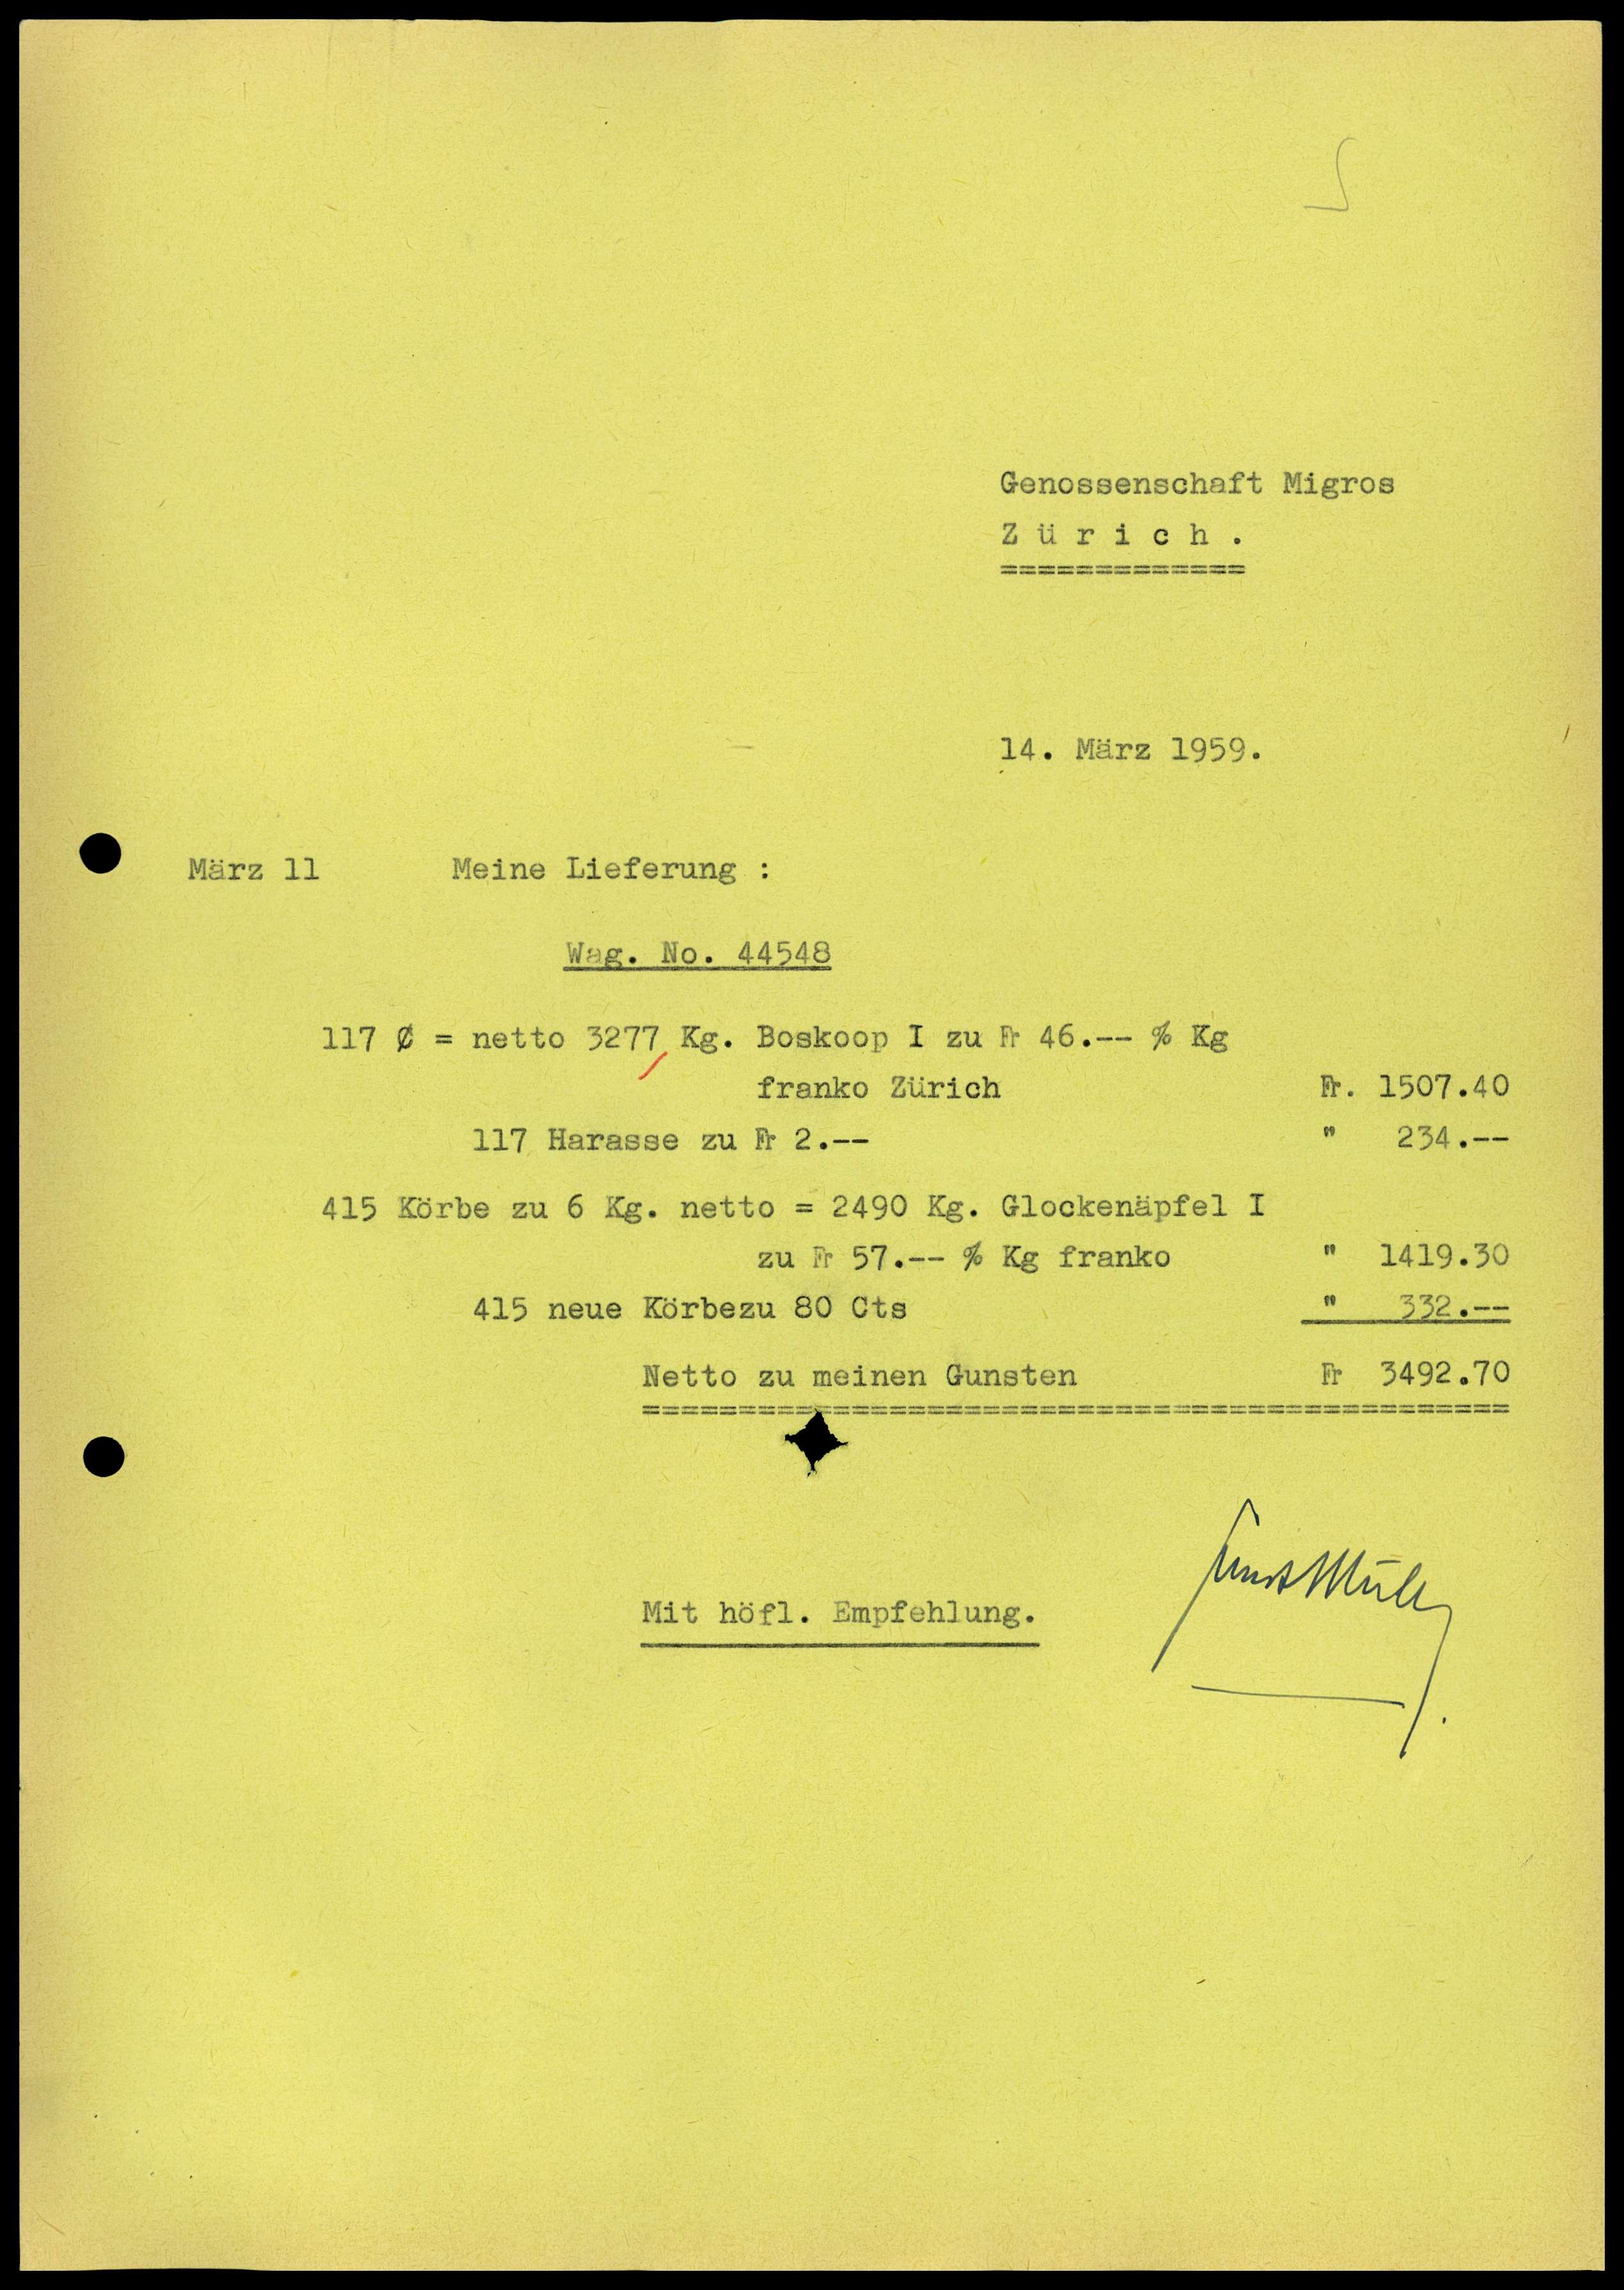 Genossenschaft Migros
Zürich.
=============
14. März 1959.
März 11 Meine Lieferung :
Wag. No. 44548
117 Ø = netto 3277 Kg. Boskoop I zu Fr 46.-- % Kg
franko Zürich Fr. 1507.40
117 Harasse zu Fr 2.-- " 234.--
415 Körbe zu 6 Kg. netto = 2490 Kg. Glockenäpfel I
zu Fr 57.-- % Kg franko " 1419.30
415 neue Körbezu 80 Cts " 332.--
Netto zu meinen Gunsten Fr 3492.70
==============================================
Mit höfl. Empfehlung.